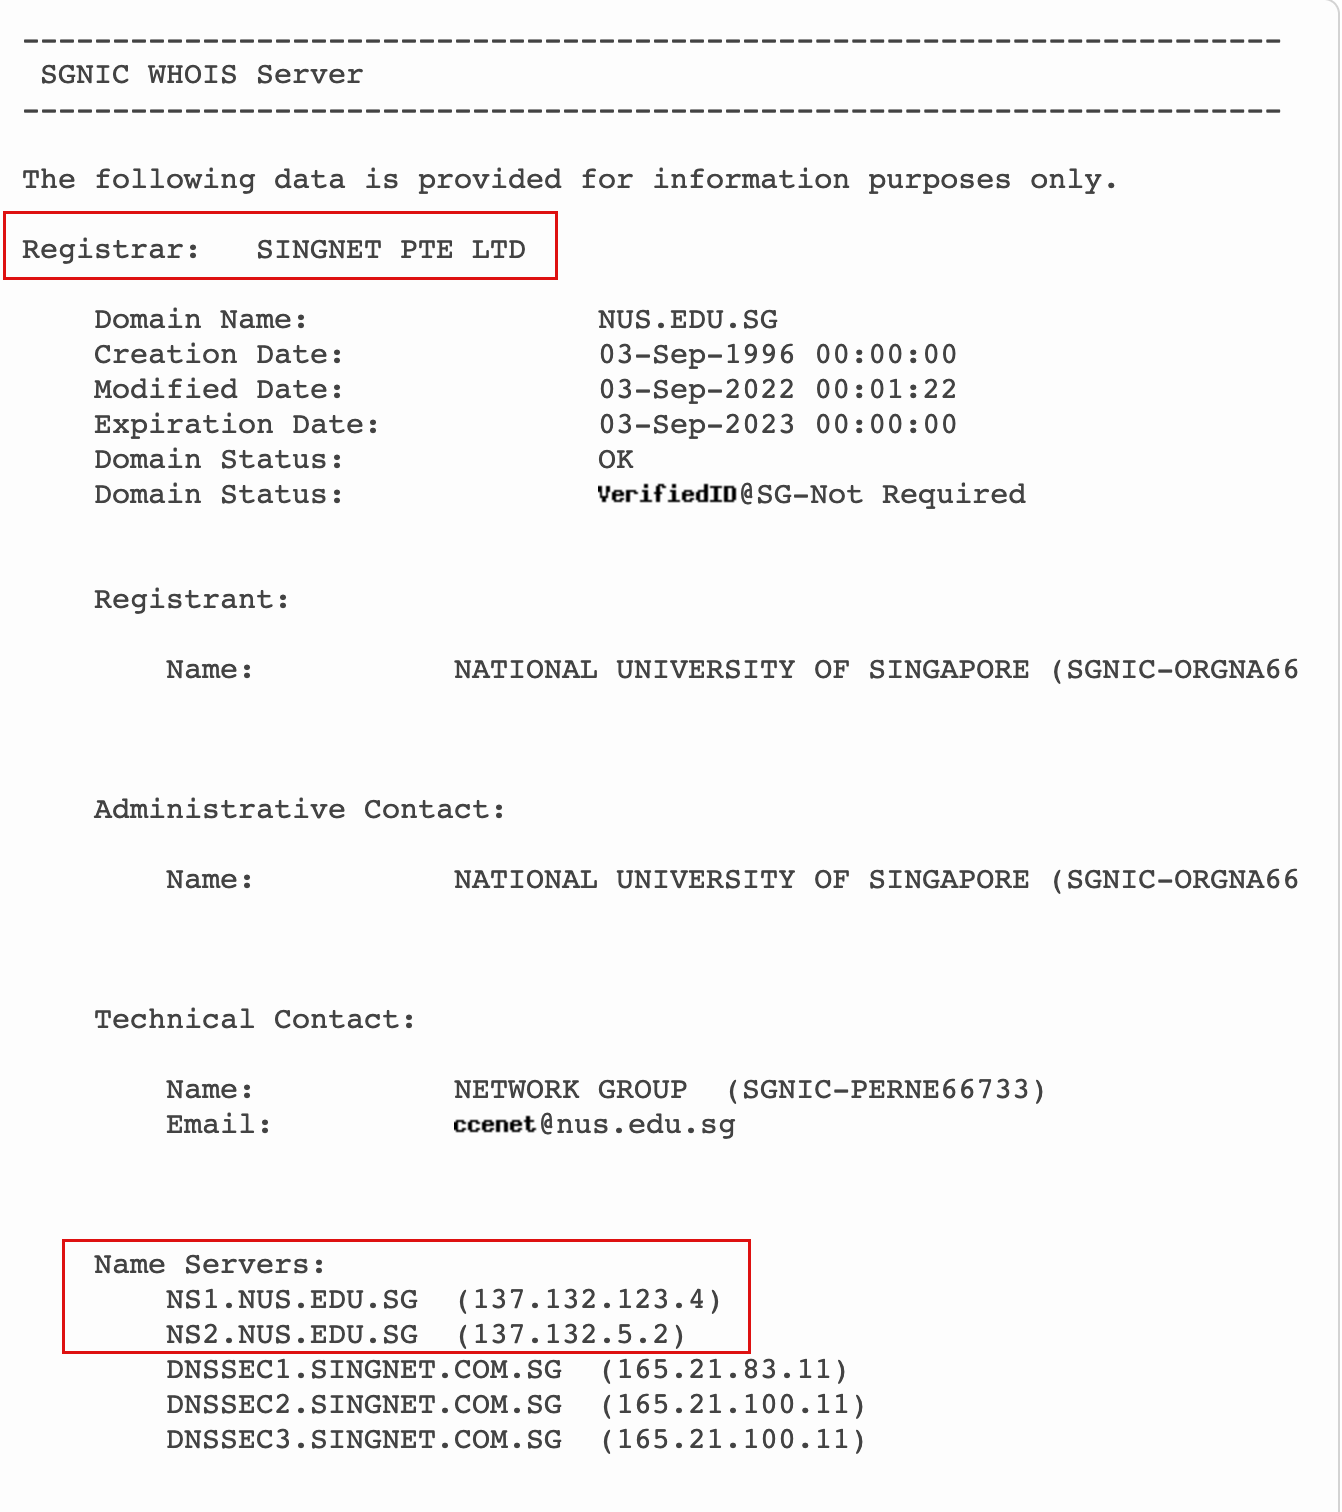 ----------------------------------------------------------------------
SGNIC WHOIS Server
----------------------------------------------------------------------
The following data is provided for information purposes only.
Registrar: SINGNET PTE LTD
Domain Name: NUS.EDU.SG
Creation Date: 03-Sep-1996 00:00:00
Modified Date: 03-Sep-2022 00:01:22
Expiration Date: 03-Sep-2023 00:00:00
Domain Status: OK
Domain Status: VerifiedID@SG-Not Required
Registrant:
Name: NATIONAL UNIVERSITY OF SINGAPORE (SGNIC-ORGNA66
Administrative Contact:
Name: NATIONAL UNIVERSITY OF SINGAPORE (SGNIC-ORGNA66
Technical Contact:
Name: NETWORK GROUP (SGNIC-PERNE66733)
Email: ccenet@nus.edu.sg
Name Servers:
NS1.NUS.EDU.SG (137.132.123.4)
NS2.NUS.EDU.SG (137.132.5.2)
DNSSEC1.SINGNET.COM.SG (165.21.83.11)
DNSSEC2.SINGNET.COM.SG (165.21.100.11)
DNSSEC3.SINGNET.COM.SG (165.21.100.11)